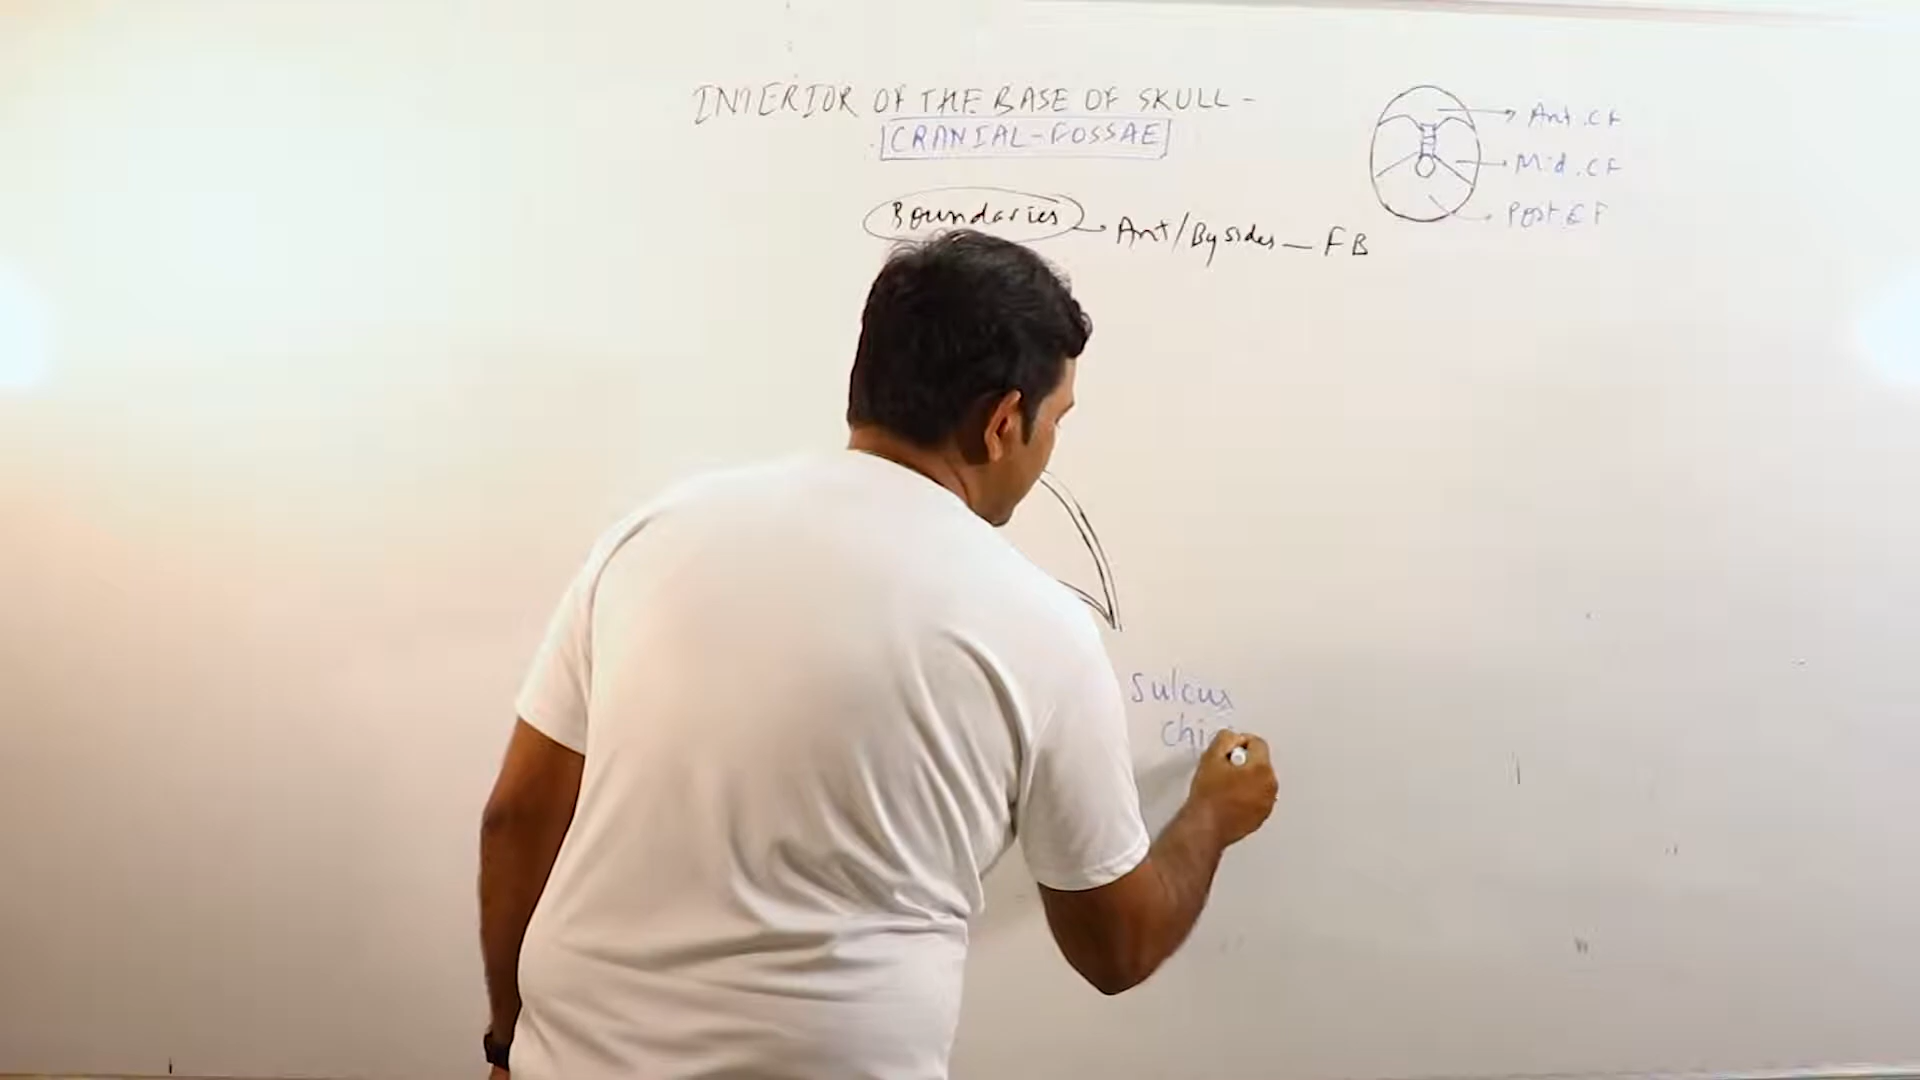 INTERIOR OF THE BASE OF SKULL -
CRANIAL-FOSSAE
Ant. CF
Mid. CF
Post CF
Boundaries
Ant/By sides — FB
Sulcus